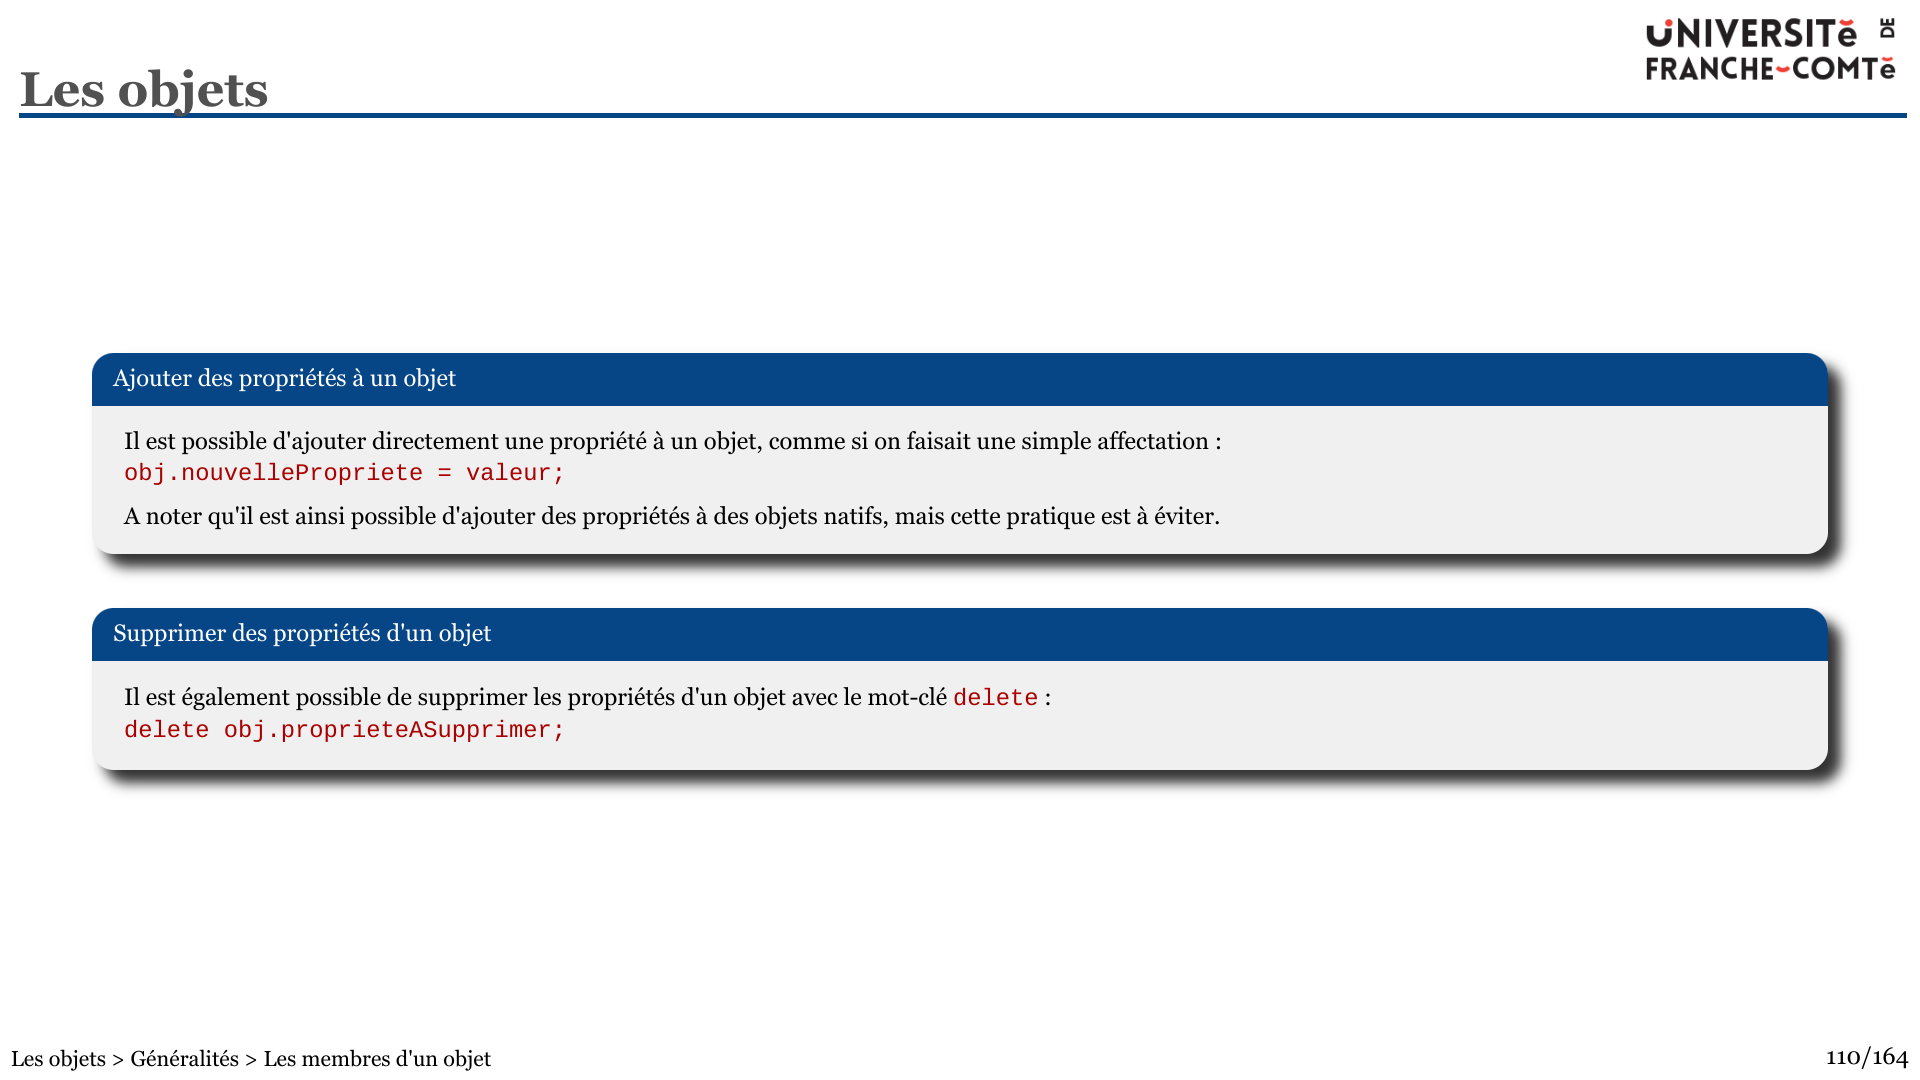 UNIVERSITé DE
FRANCHE-COMTé
Les objets
Ajouter des propriétés à un objet
Il est possible d'ajouter directement une propriété à un objet, comme si on faisait une simple affectation :
obj.nouvellePropriete = valeur;
A noter qu'il est ainsi possible d'ajouter des propriétés à des objets natifs, mais cette pratique est à éviter.
Supprimer des propriétés d'un objet
Il est également possible de supprimer les propriétés d'un objet avec le mot-clé delete :
delete obj.proprieteASupprimer;
Les objets > Généralités > Les membres d'un objet
110/164